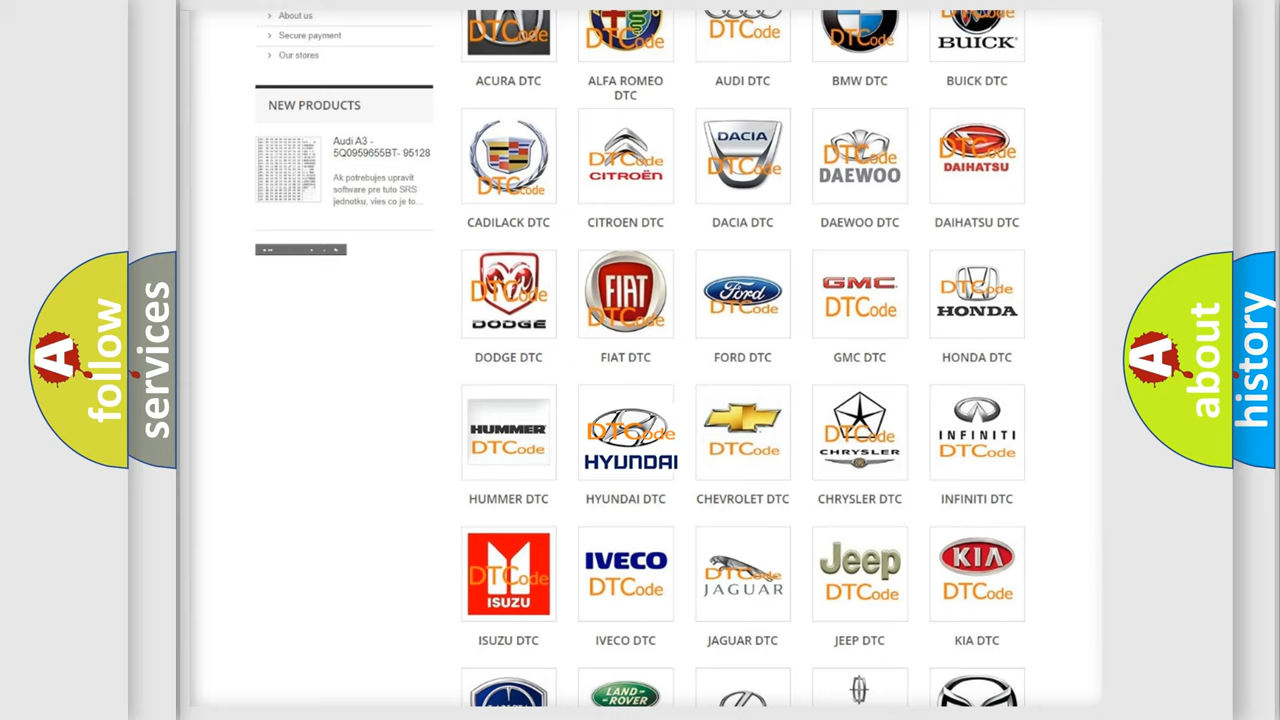 About us
Secure payment
Our stores
NEW PRODUCTS
Audi A3 -
5Q0959655BT- 95128
Ak potrebujes upravit
software pre tuto SRS
jednotku, vies co je to...
DTCode DTCode DTCode DTCode BUICK
ACURA DTC ALFA ROMEO DTC AUDI DTC BMW DTC BUICK DTC
DTCode DTCode CITROËN DACIA DTCode DTCode DAEWOO DTCode DAIHATSU
CADILACK DTC CITROEN DTC DACIA DTC DAEWOO DTC DAIHATSU DTC
DTCode DODGE FIAT DTCode Ford DTCode GMC DTCode DTCode HONDA
DODGE DTC FIAT DTC FORD DTC GMC DTC HONDA DTC
HUMMER DTCode DTCode HYUNDAI DTCode DTCode CHRYSLER INFINITI DTCode
HUMMER DTC HYUNDAI DTC CHEVROLET DTC CHRYSLER DTC INFINITI DTC
DTCode ISUZU IVECO DTCode DTCode JAGUAR Jeep DTCode KIA DTCode
ISUZU DTC IVECO DTC JAGUAR DTC JEEP DTC KIA DTC
LAND-ROVER
A follow
services
A about
history